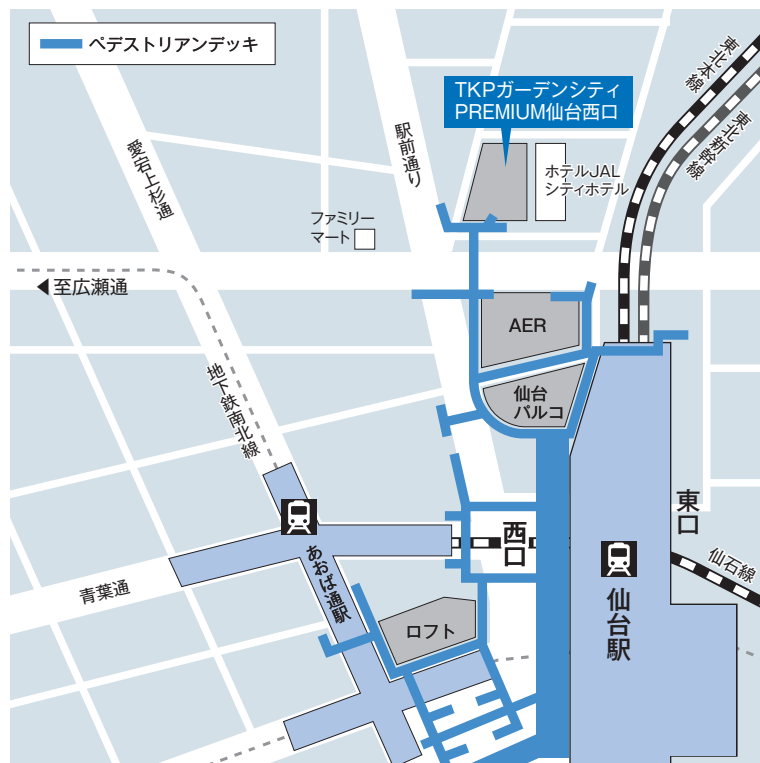 ペデストリアンデッキ
TKPガーデンシティ
PREMIUM仙台西口
東北本線
東北新幹線
愛宕上杉通
駅前通り
ホテルJAL
シティホテル
ファミリー
マート
◀至広瀬通
AER
仙台
パルコ
地下鉄南北線
西口
東口
あおば通駅
仙石線
青葉通
仙台駅
ロフト